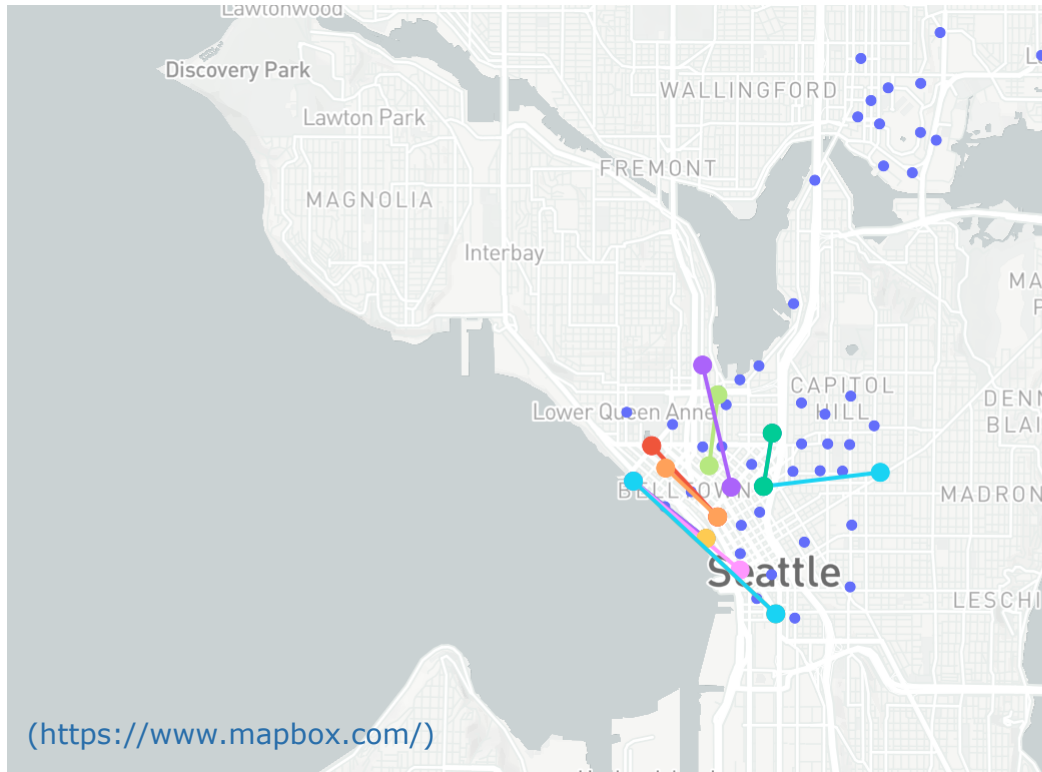 Lawtonwood
Discovery Park
WALLINGFORD
Lawton Park
FREMONT
MAGNOLIA
Interbay
CAPITOL
HILL
Lower Queen Anne
BELLTOWN
MADRON
Seattle
LESCHI
(https://www.mapbox.com/)